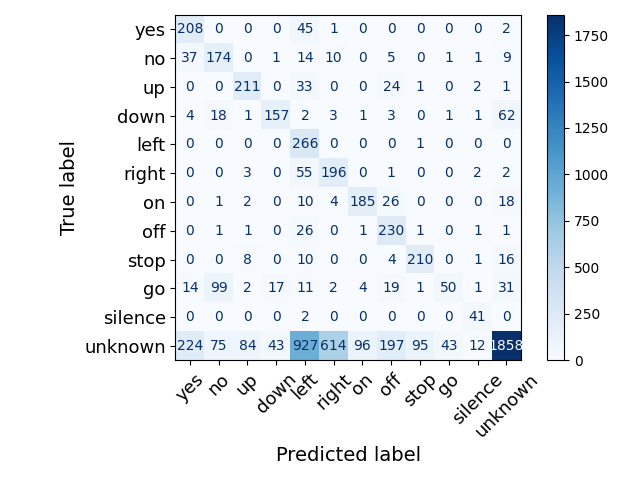 yes 208 0 0 0 45 1 0 0 0 0 0 2
no 37 174 0 1 14 10 0 5 0 1 1 9
up 0 0 211 0 33 0 0 24 1 0 2 1
down 4 18 1 157 2 3 1 3 0 1 1 62
left 0 0 0 0 266 0 0 0 1 0 0 0
right 0 0 3 0 55 196 0 1 0 0 2 2
on 0 1 2 0 10 4 185 26 0 0 0 18
off 0 1 1 0 26 0 1 230 1 0 1 1
stop 0 0 8 0 10 0 0 4 210 0 1 16
go 14 99 2 17 11 2 4 19 1 50 1 31
silence 0 0 0 0 2 0 0 0 0 0 41 0
unknown 224 75 84 43 927 614 96 197 95 43 12 1858
yes no up down left right on off stop go silence unknown
Predicted label
True label
1750
1500
1250
1000
750
500
250
0